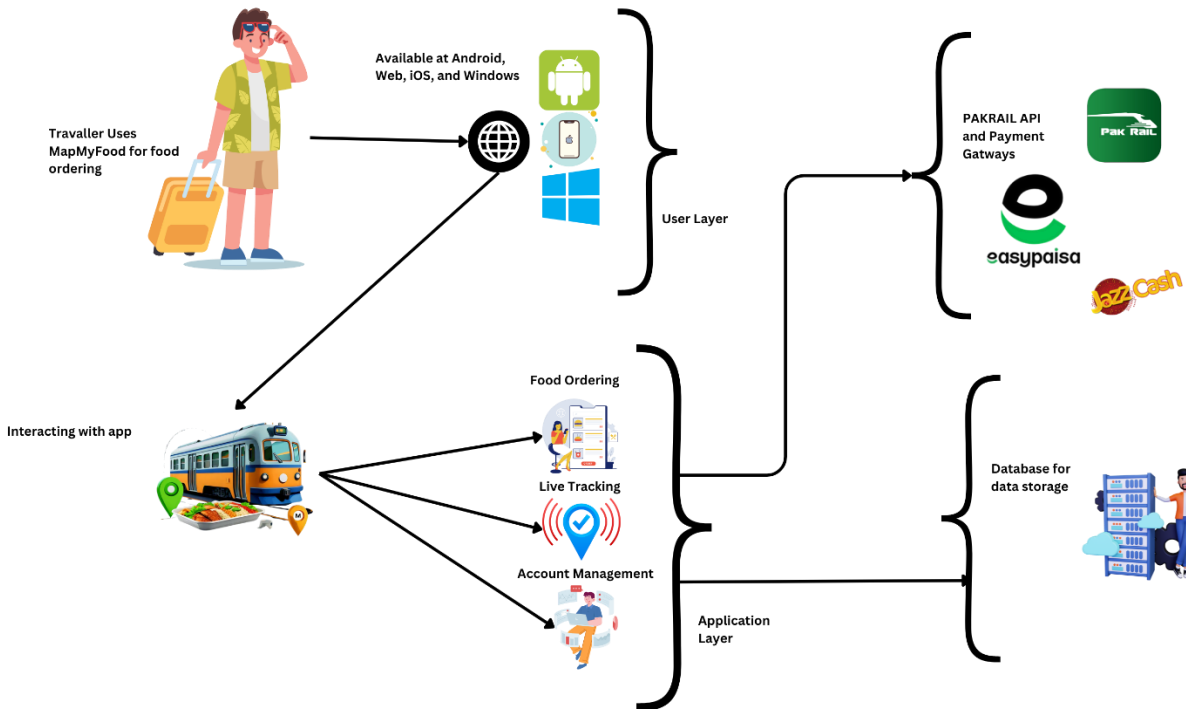 Travaller Uses
MapMyFood for food
ordering
Available at Android,
Web, iOS, and Windows
User Layer
PAKRAIL API
and Payment
Gatways
PAK RAIL
easypaisa
JazzCash
Interacting with app
M
Food Ordering
Live Tracking
Account Management
Application
Layer
Database for
data storage